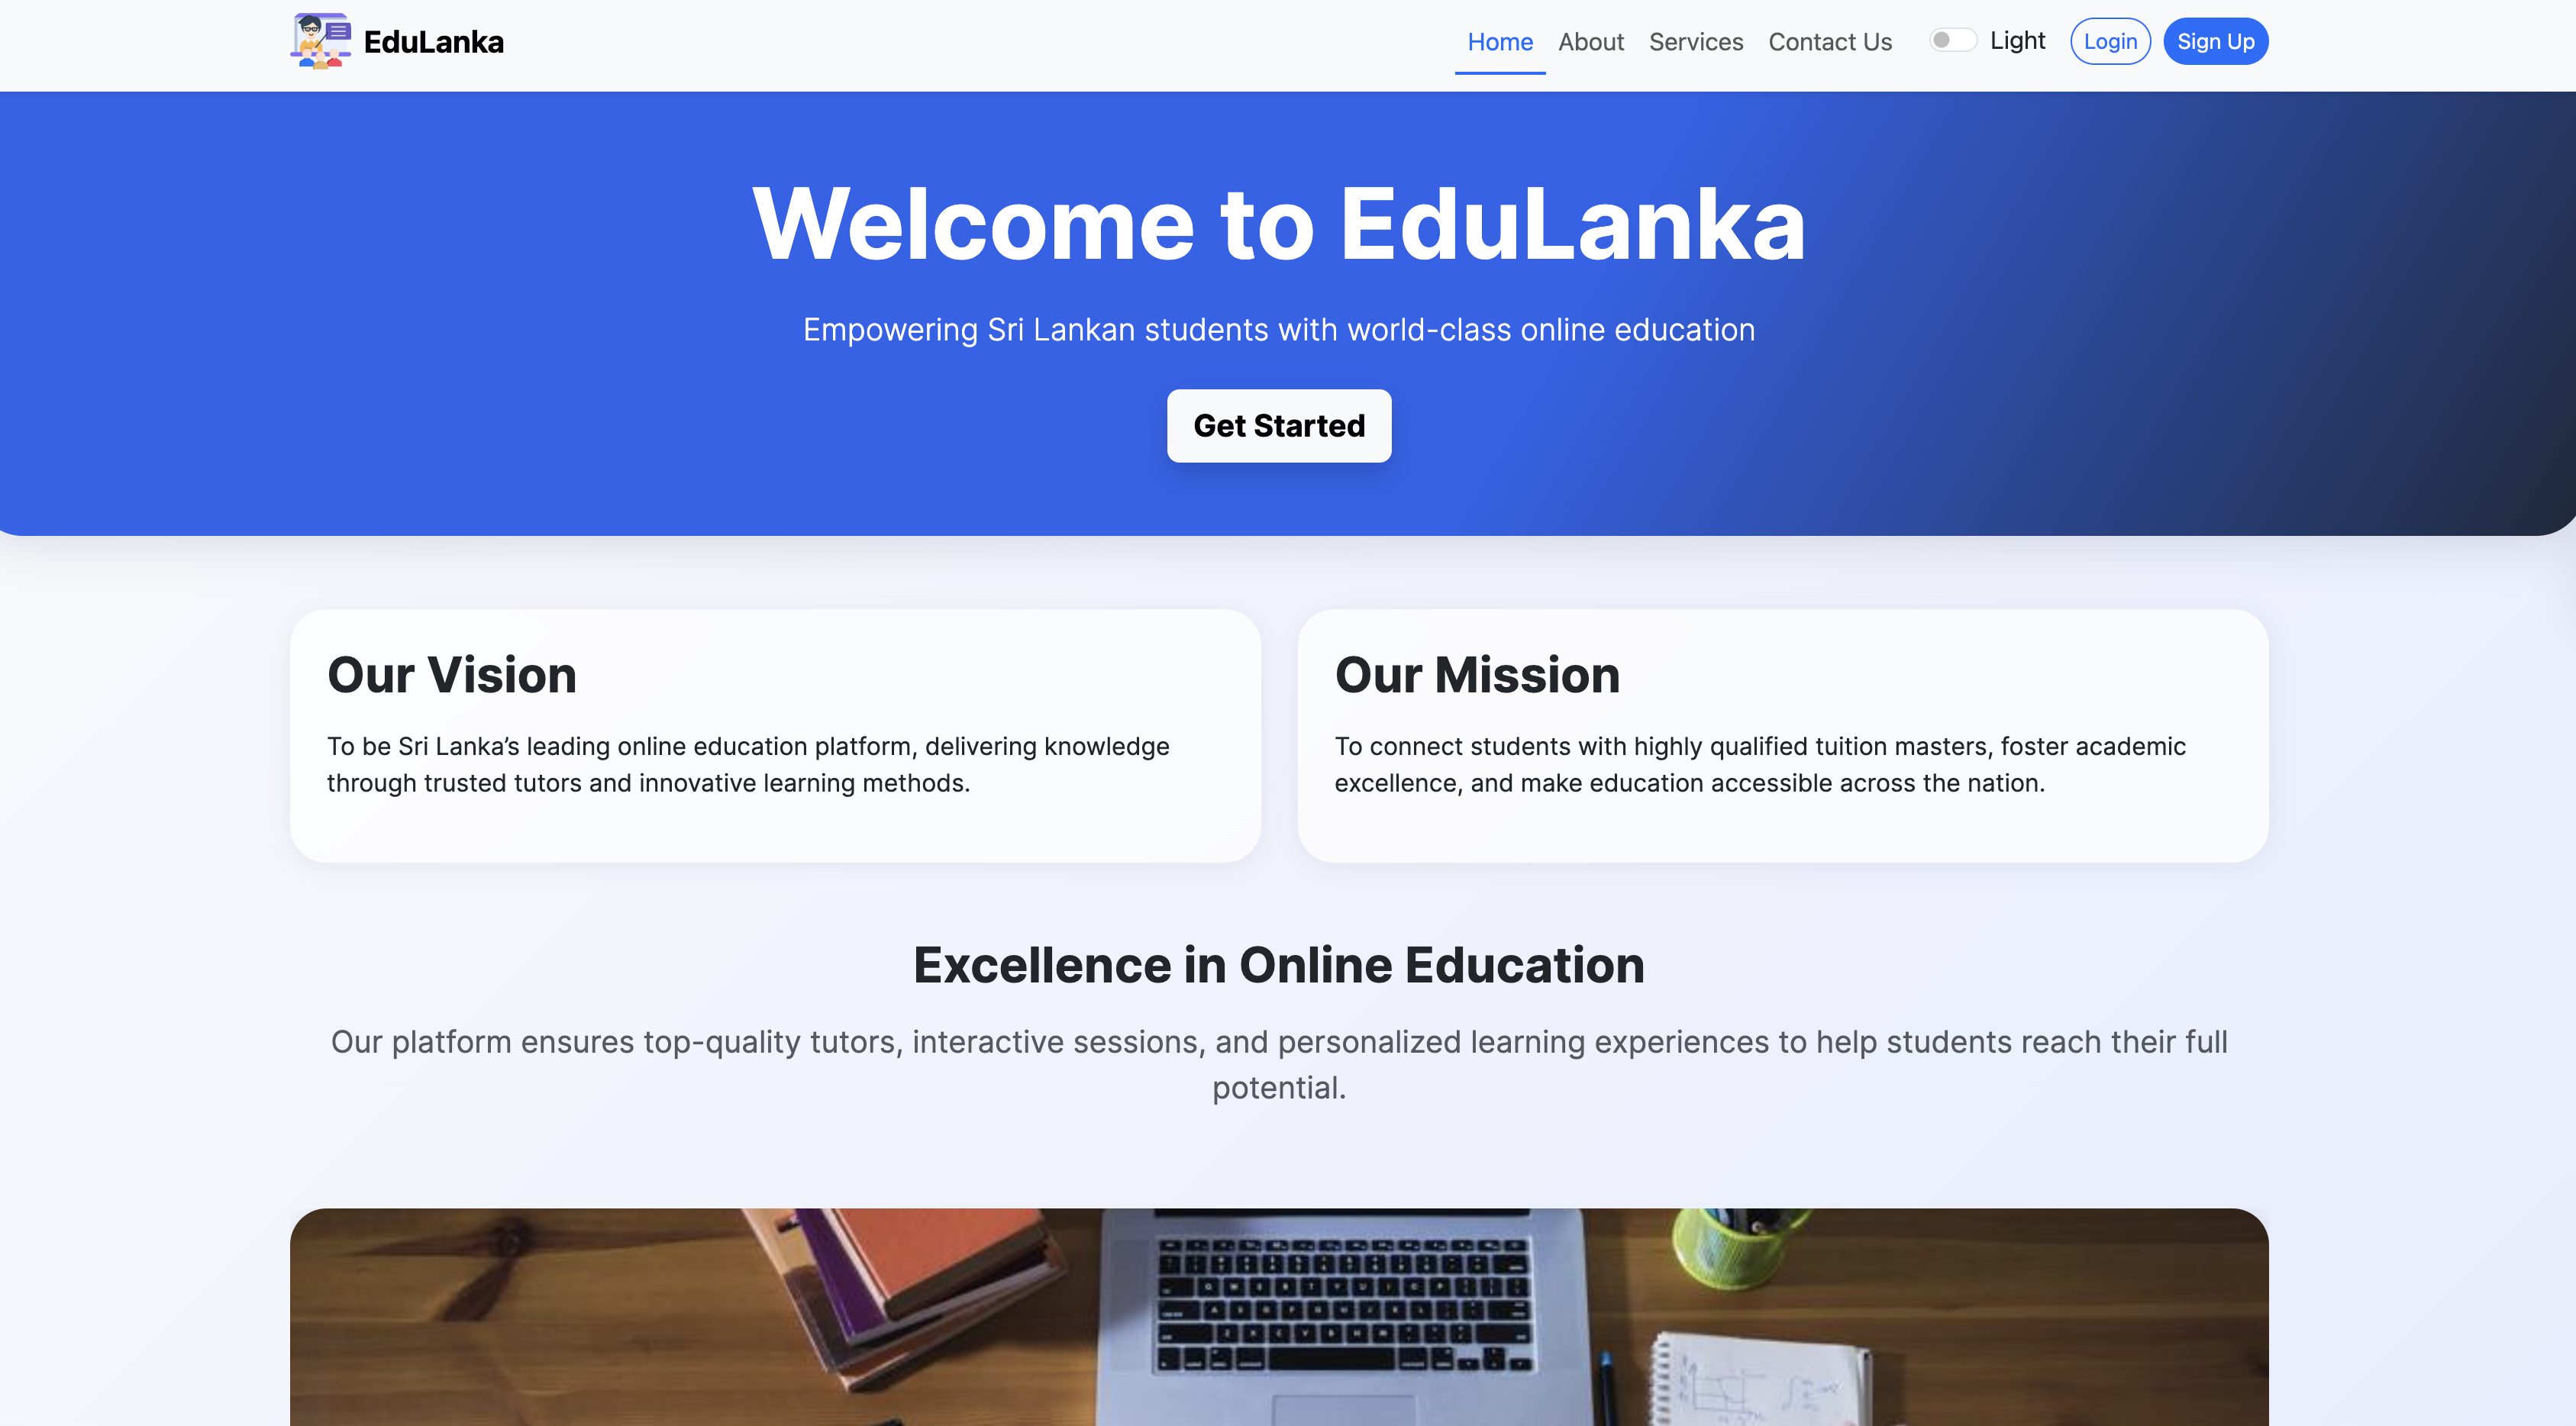 EduLanka
Home
About
Services
Contact Us
Light
Login
Sign Up
Welcome to EduLanka
Empowering Sri Lankan students with world-class online education
Get Started
Our Vision
To be Sri Lanka’s leading online education platform, delivering knowledge
through trusted tutors and innovative learning methods.
Our Mission
To connect students with highly qualified tuition masters, foster academic
excellence, and make education accessible across the nation.
Excellence in Online Education
Our platform ensures top-quality tutors, interactive sessions, and personalized learning experiences to help students reach their full
potential.